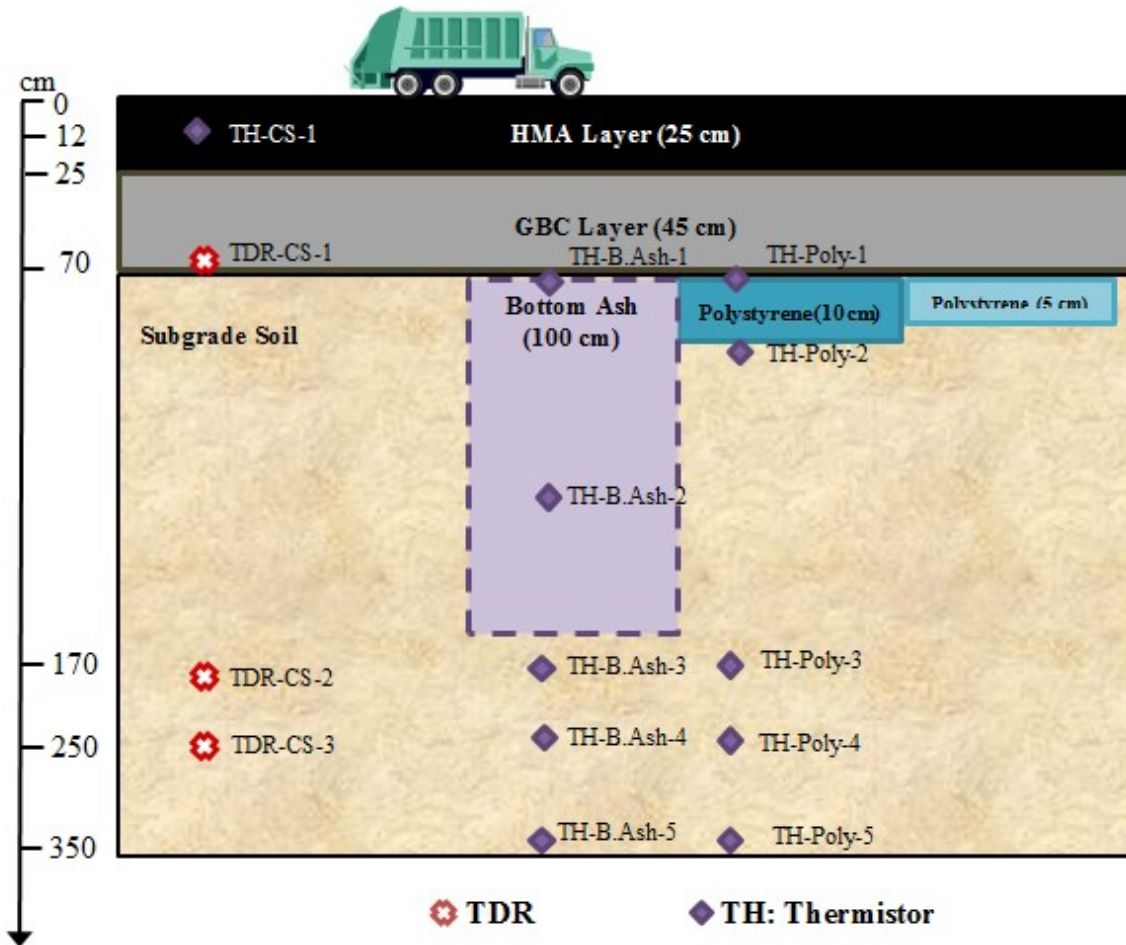 cm
0
12
25
70
170
250
350
TH-CS-1
HMA Layer (25 cm)
GBC Layer (45 cm)
TDR-CS-1
TH-B.Ash-1
TH-Poly-1
Bottom Ash
(100 cm)
Polystyrene(10cm)
Polystyrene (5 cm)
Subgrade Soil
TH-Poly-2
TH-B.Ash-2
TH-B.Ash-3
TH-Poly-3
TDR-CS-2
TDR-CS-3
TH-B.Ash-4
TH-Poly-4
TH-B.Ash-5
TH-Poly-5
TDR
TH: Thermistor